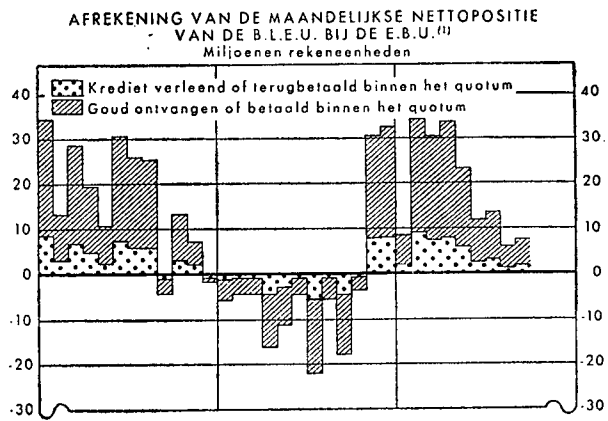 AFREKENING VAN DE MAANDELIJKSE NETTOPOSITIE
VAN DE B.L.E.U. BIJ DE E.B.U.(1)
Miljoenen rekeneenheden
Krediet verleend of terugbetaald binnen het quotum
Goud ontvangen of betaald binnen het quotum
40 40
30 30
20 20
10 10
0 0
-10 -10
-20 -20
-30 -30